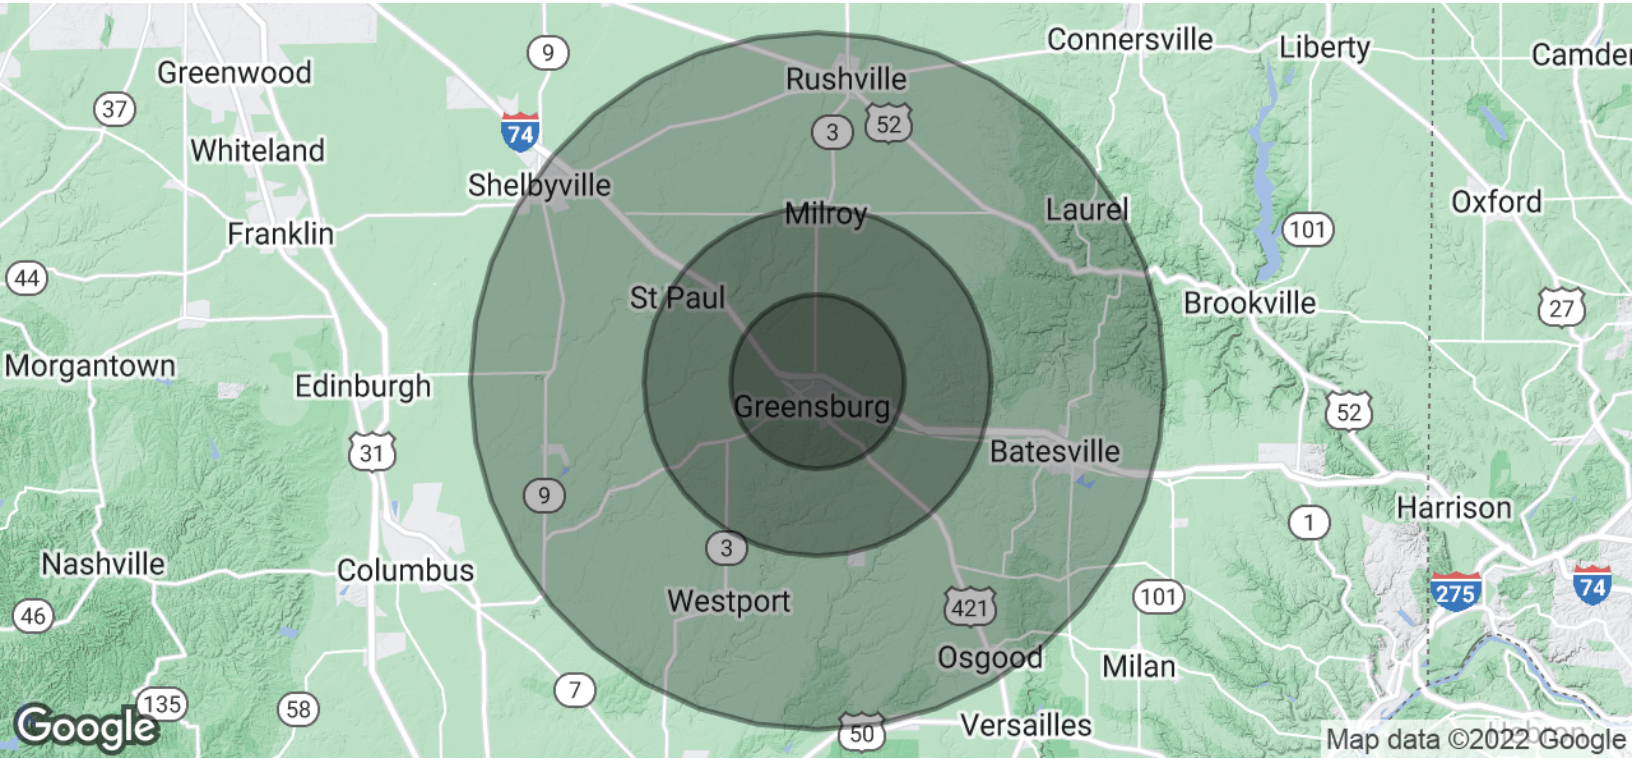 Connersville
Liberty
Camden
9
Greenwood
Rushville
37
52
3
74
Whiteland
Shelbyville
Oxford
Laurel
Milroy
101
Franklin
44
St Paul
Brookville
27
Morgantown
Edinburgh
Greensburg
52
31
Batesville
9
Harrison
1
3
Nashville
Columbus
74
275
101
Westport
421
46
Osgood
Milan
7
135
58
Versailles
Google
50
Map data ©2022 Google